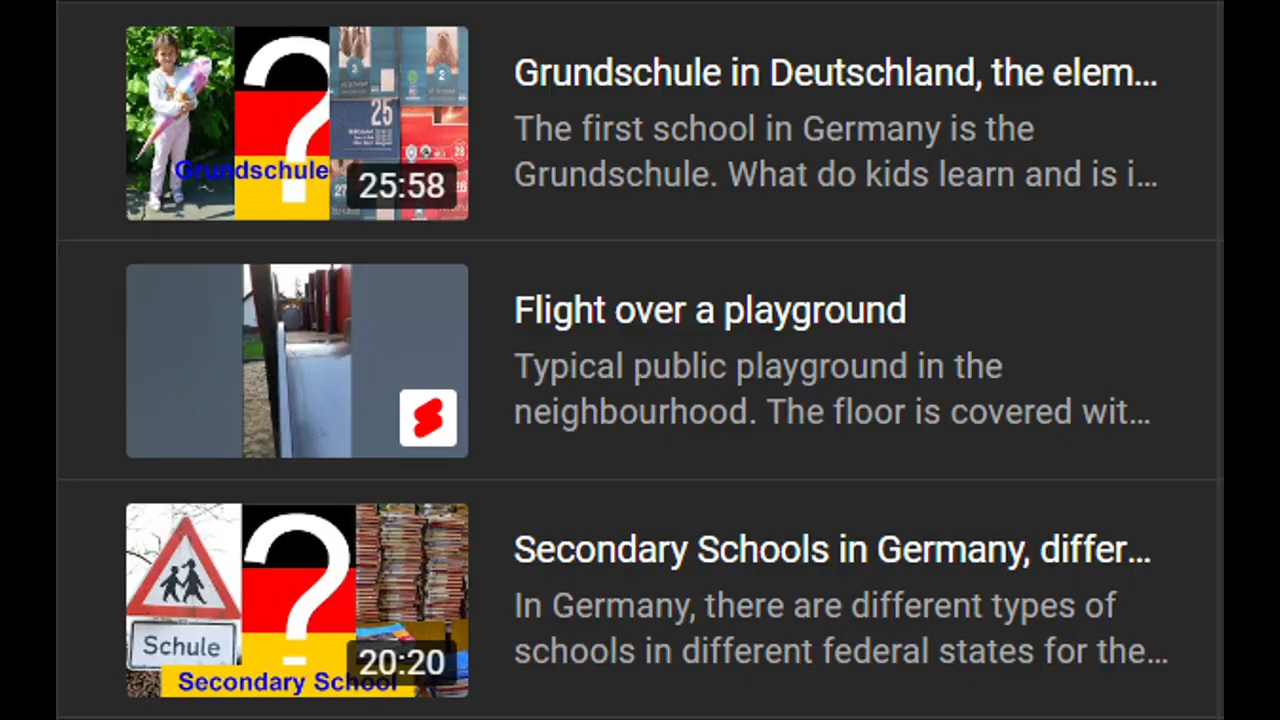 Grundschule in Deutschland, the elem...
The first school in Germany is the
Grundschule. What do kids learn and is i...
Grundschule
25
25:58
Flight over a playground
Typical public playground in the
neighbourhood. The floor is covered wit...
Secondary Schools in Germany, differ...
In Germany, there are different types of
schools in different federal states for the...
Schule
20:20
Secondary School